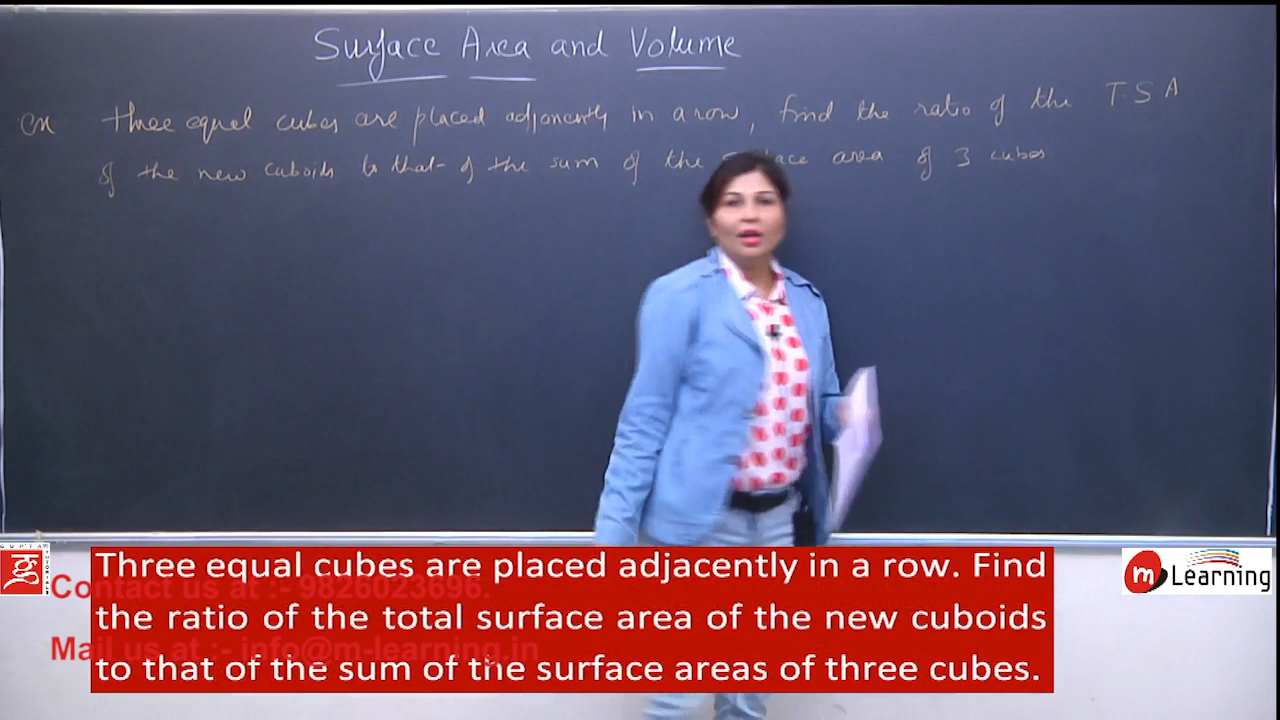 Surface Area and Volume
ex three equal cubes are placed adjancently in a row, find the ratio of the T.S.A
of the new cuboids to that of the sum of the surface area of 3 cubes
GUPTA
TUTORIALS
Contact us at :- 9826023696.
Mail us at :- info@m-learning.in
Three equal cubes are placed adjacently in a row. Find
the ratio of the total surface area of the new cuboids
to that of the sum of the surface areas of three cubes.
m Learning